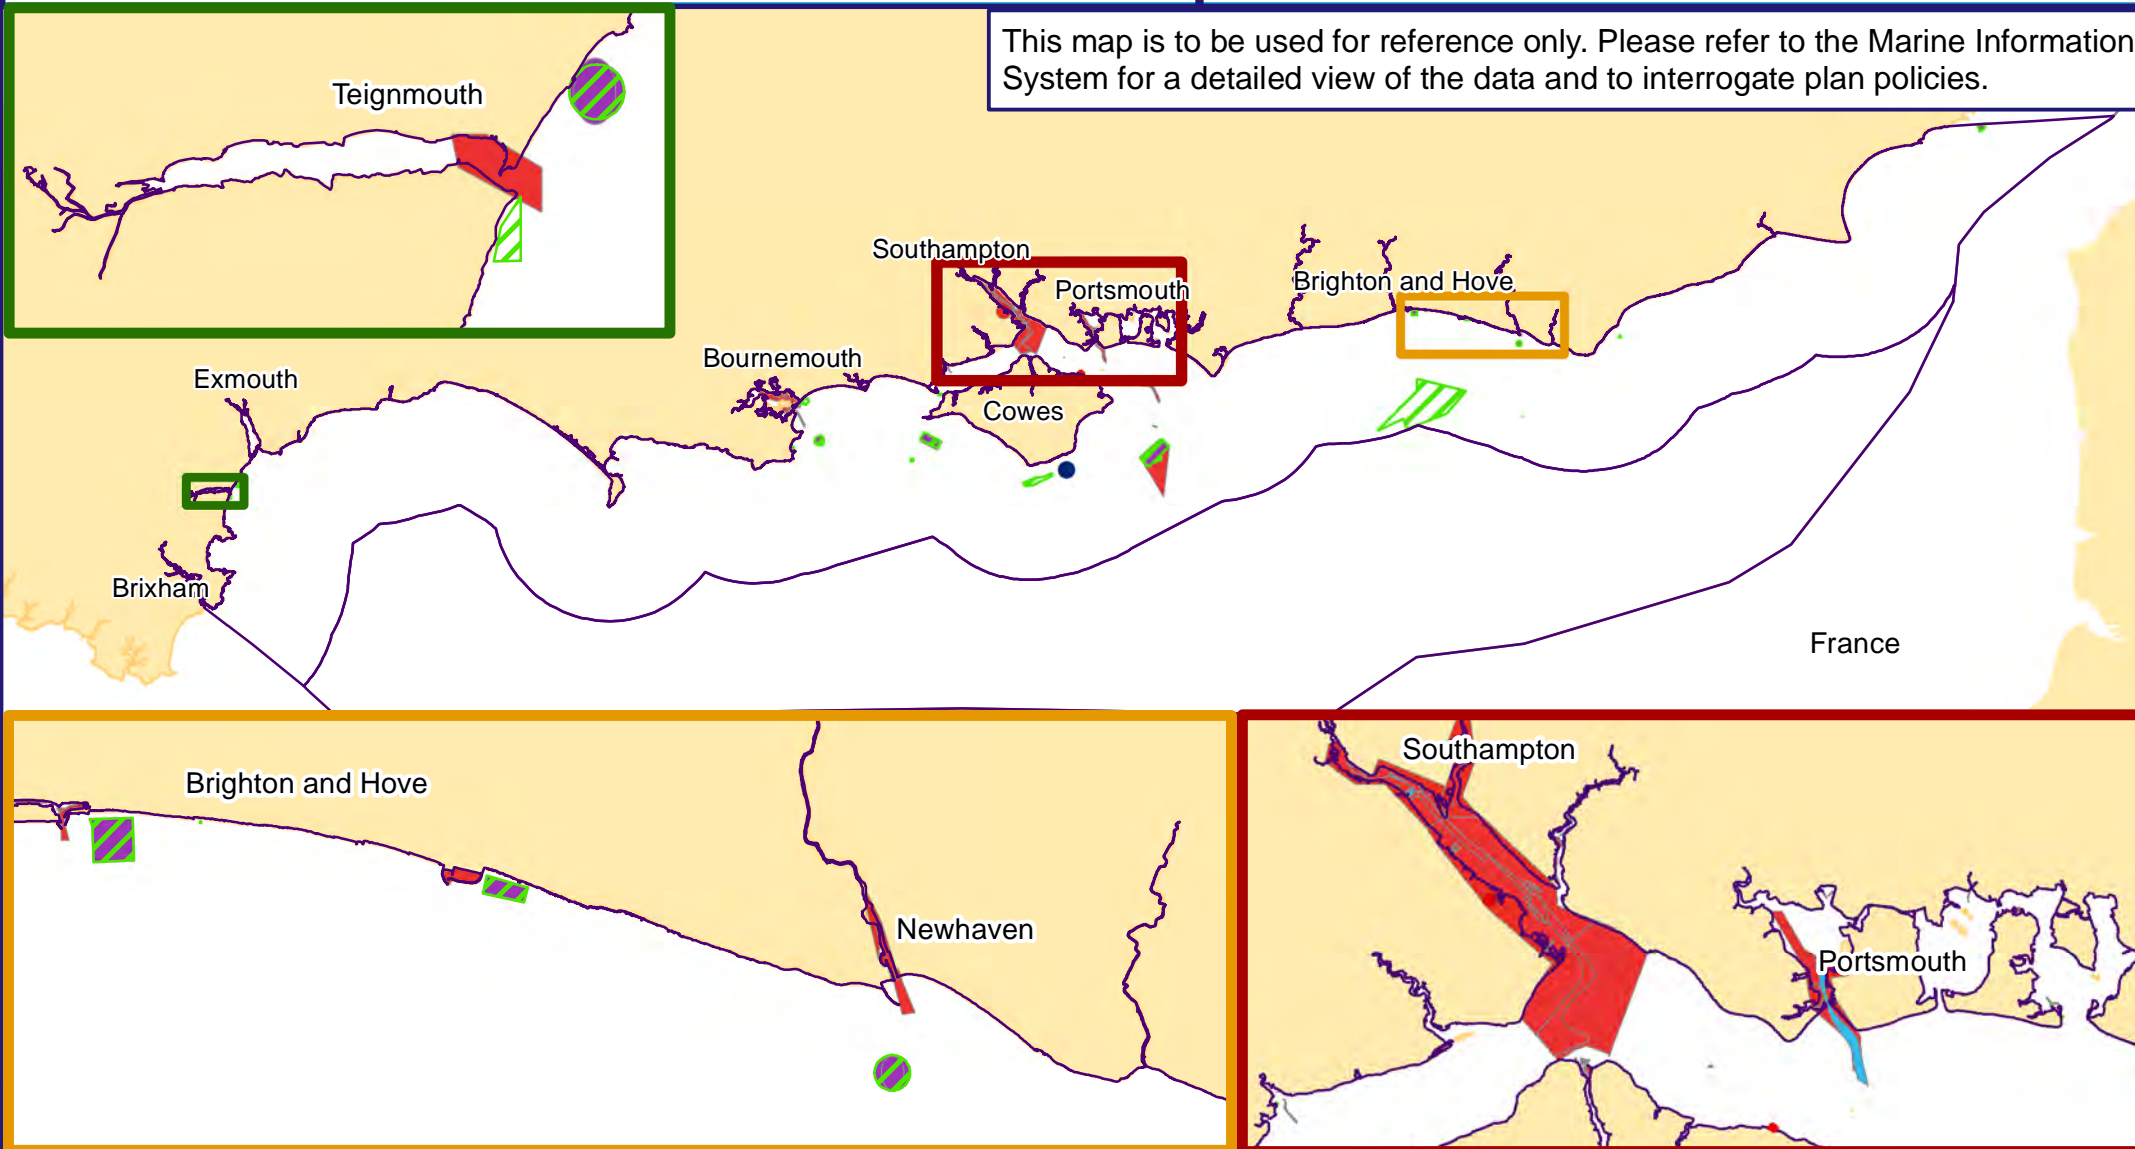 This map is to be used for reference only. Please refer to the Marine Information
System for a detailed view of the data and to interrogate plan policies.
Teignmouth
Southampton
Portsmouth
Brighton and Hove
Bournemouth
Exmouth
Cowes
Brixham
France
Brighton and Hove
Newhaven
Southampton
Portsmouth